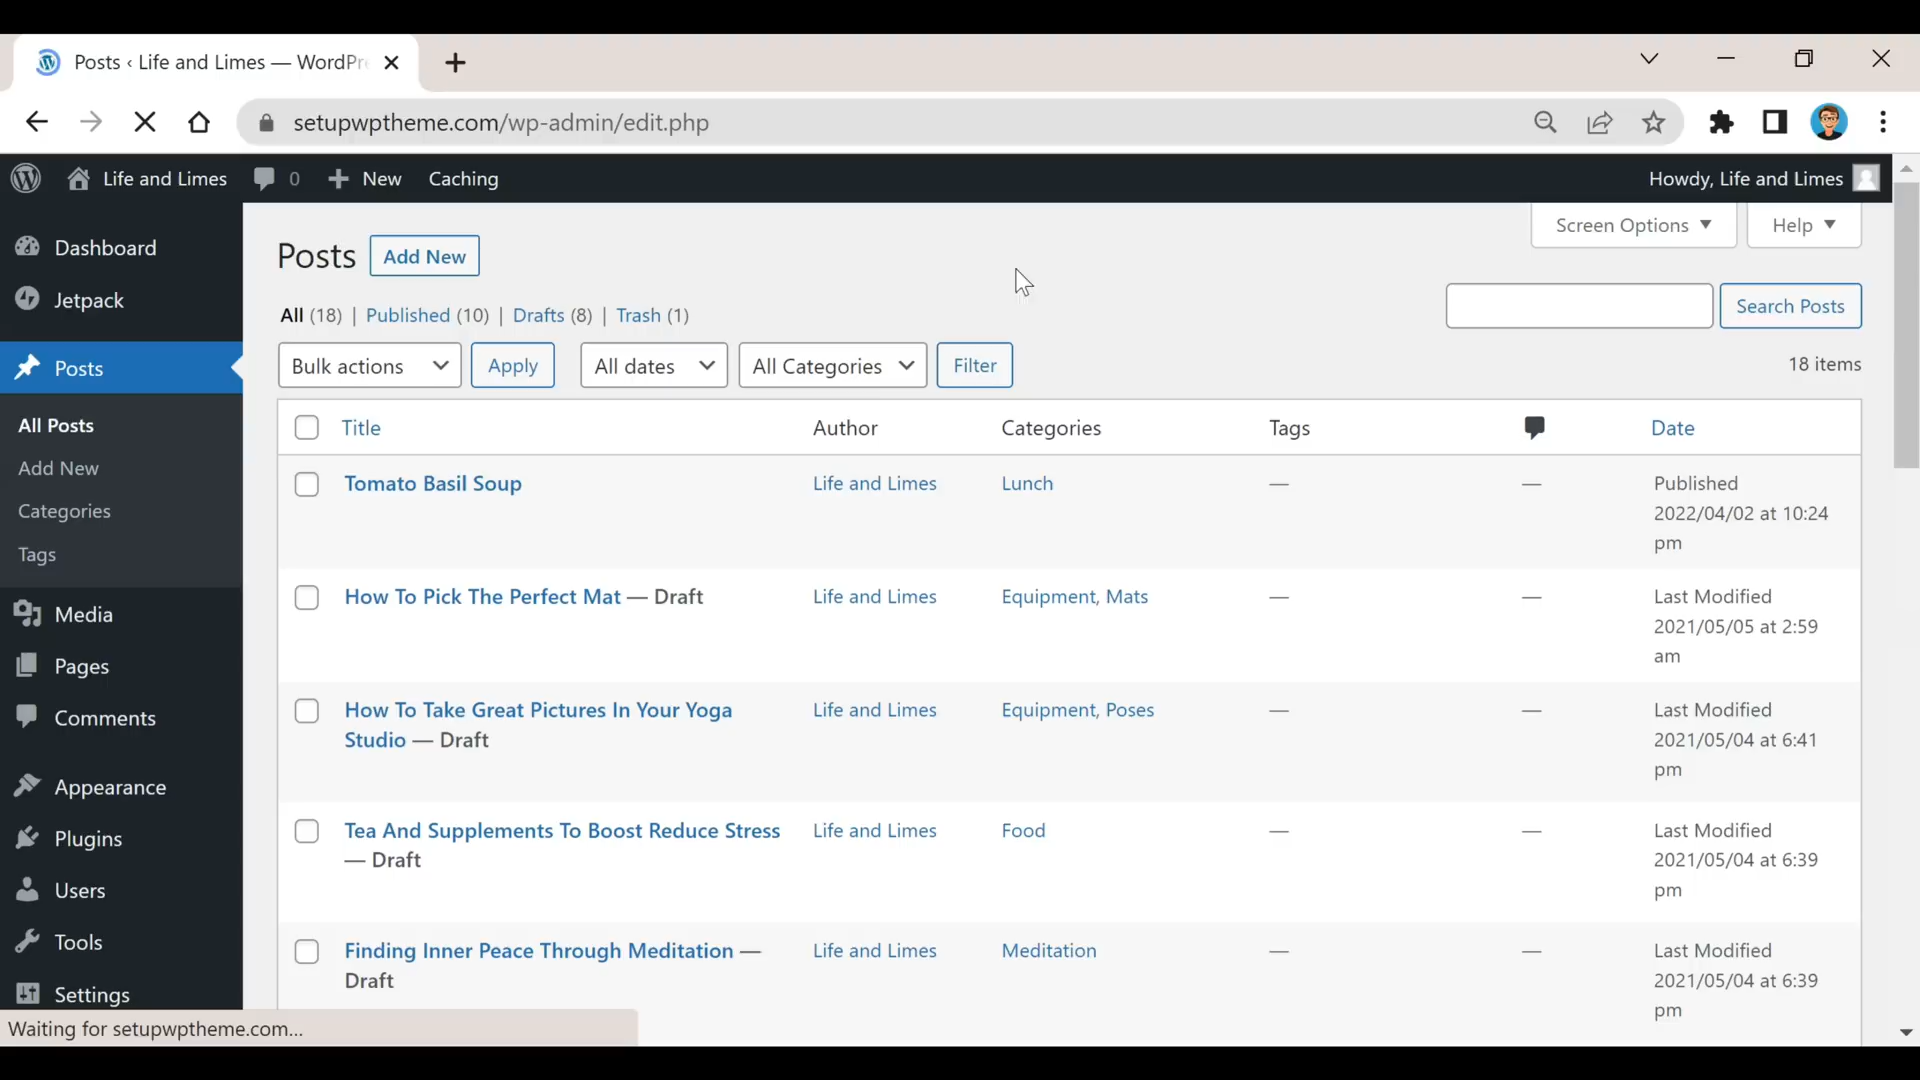 Posts ‹ Life and Limes — WordPr
setupwptheme.com/wp-admin/edit.php
Life and Limes 0 New Caching Howdy, Life and Limes
Screen Options Help
Dashboard
Jetpack
Posts
All Posts
Add New
Categories
Tags
Media
Pages
Comments
Appearance
Plugins
Users
Tools
Settings
Posts Add New
All (18) | Published (10) | Drafts (8) | Trash (1)
Search Posts
Bulk actions Apply All dates All Categories Filter
18 items
Title Author Categories Tags Date
Tomato Basil Soup Life and Limes Lunch — — Published
2022/04/02 at 10:24
pm
How To Pick The Perfect Mat — Draft Life and Limes Equipment, Mats — — Last Modified
2021/05/05 at 2:59
am
How To Take Great Pictures In Your Yoga Life and Limes Equipment, Poses — — Last Modified
Studio — Draft 2021/05/04 at 6:41
pm
Tea And Supplements To Boost Reduce Stress Life and Limes Food — — Last Modified
— Draft 2021/05/04 at 6:39
pm
Finding Inner Peace Through Meditation — Life and Limes Meditation — — Last Modified
Draft 2021/05/04 at 6:39
pm
Waiting for setupwptheme.com...